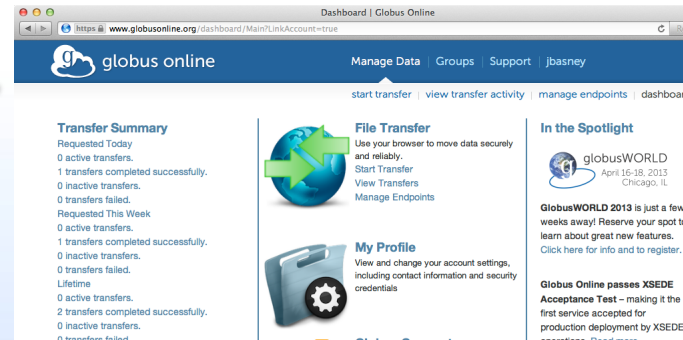 Dashboard | Globus Online
https www.globusonline.org/dashboard/Main?LinkAccount=true
globus online
Manage Data | Groups | Support | jbasney
start transfer | view transfer activity | manage endpoints | dashboar
Transfer Summary
Requested Today
0 active transfers.
1 transfers completed successfully.
0 inactive transfers.
0 transfers failed.
Requested This Week
0 active transfers.
1 transfers completed successfully.
0 inactive transfers.
0 transfers failed.
Lifetime
0 active transfers.
2 transfers completed successfully.
0 inactive transfers.
0 transfers failed.
File Transfer
Use your browser to move data securely
and reliably.
Start Transfer
View Transfers
Manage Endpoints
My Profile
View and change your account settings,
including contact information and security
credentials
In the Spotlight
globusWORLD
April 16-18, 2013
Chicago, IL
GlobusWORLD 2013 is just a few
weeks away! Reserve your spot to
learn about great new features.
Click here for info and to register.
Globus Online passes XSEDE
Acceptance Test – making it the
first service accepted for
production deployment by XSEDE
operations. Read more